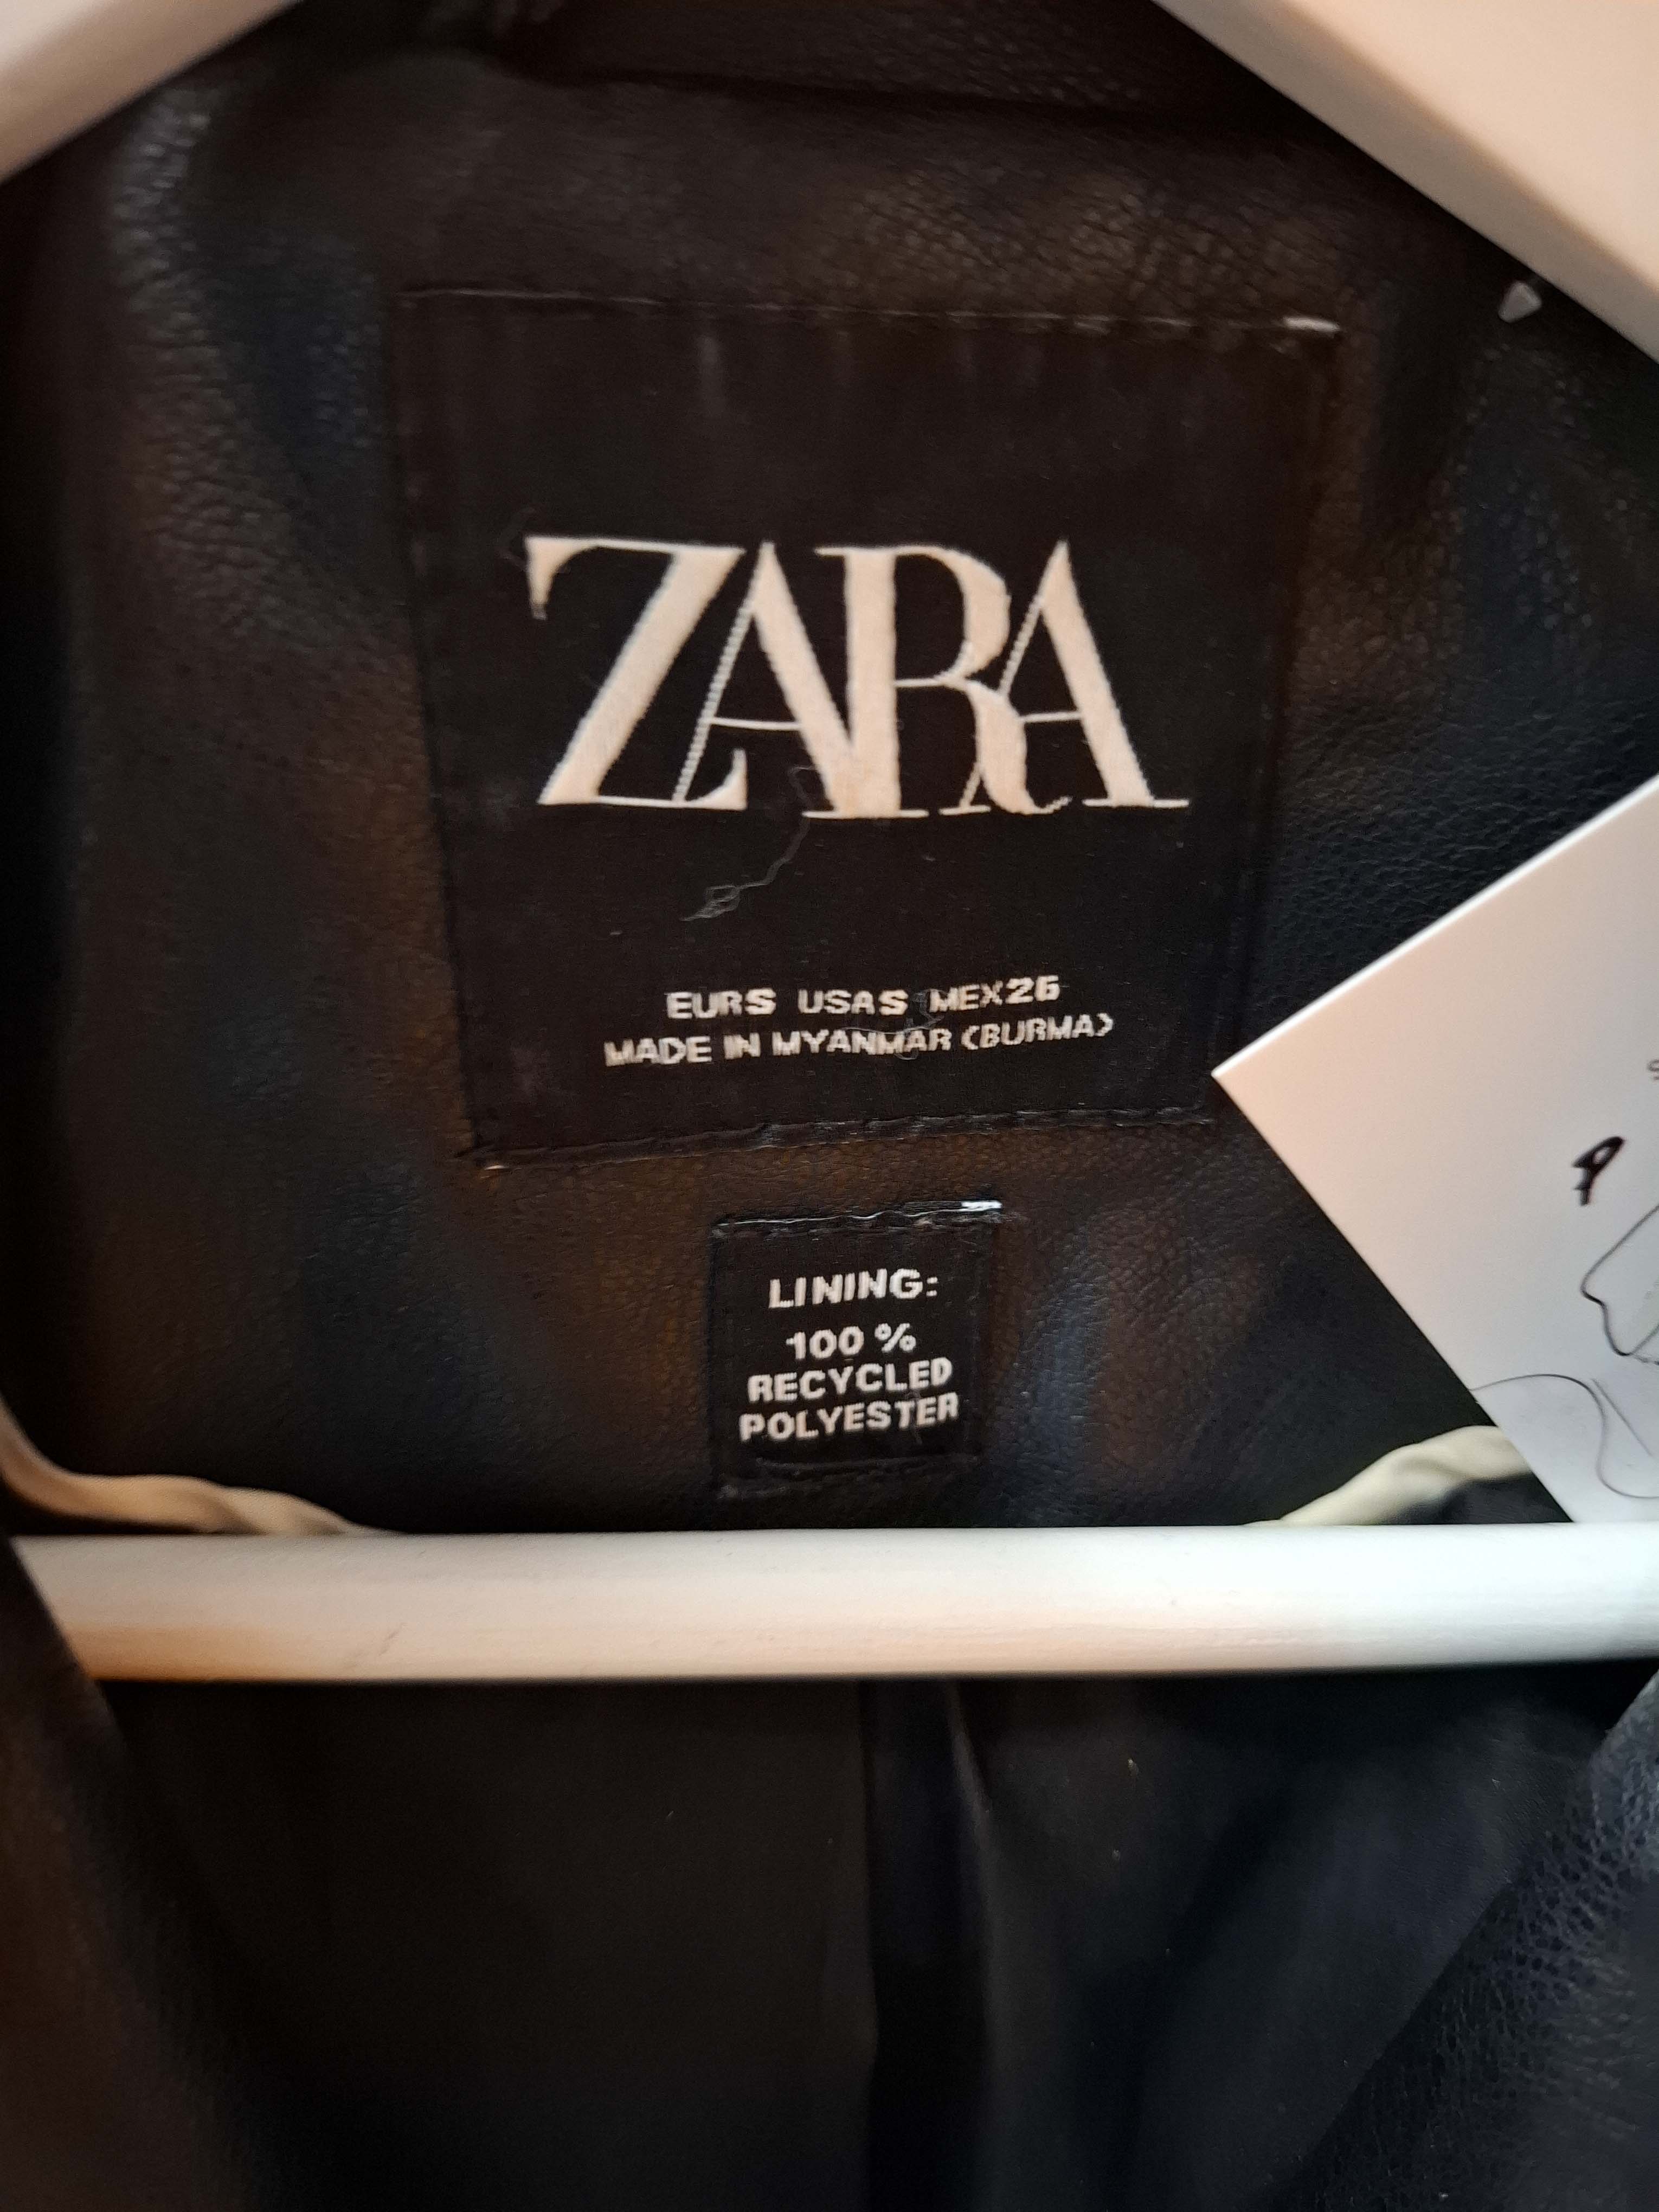 ZARA
EUR S USA S MEX 26
MADE IN MYANMAR (BURMA)
LINING:
100 %
RECYCLED
POLYESTER